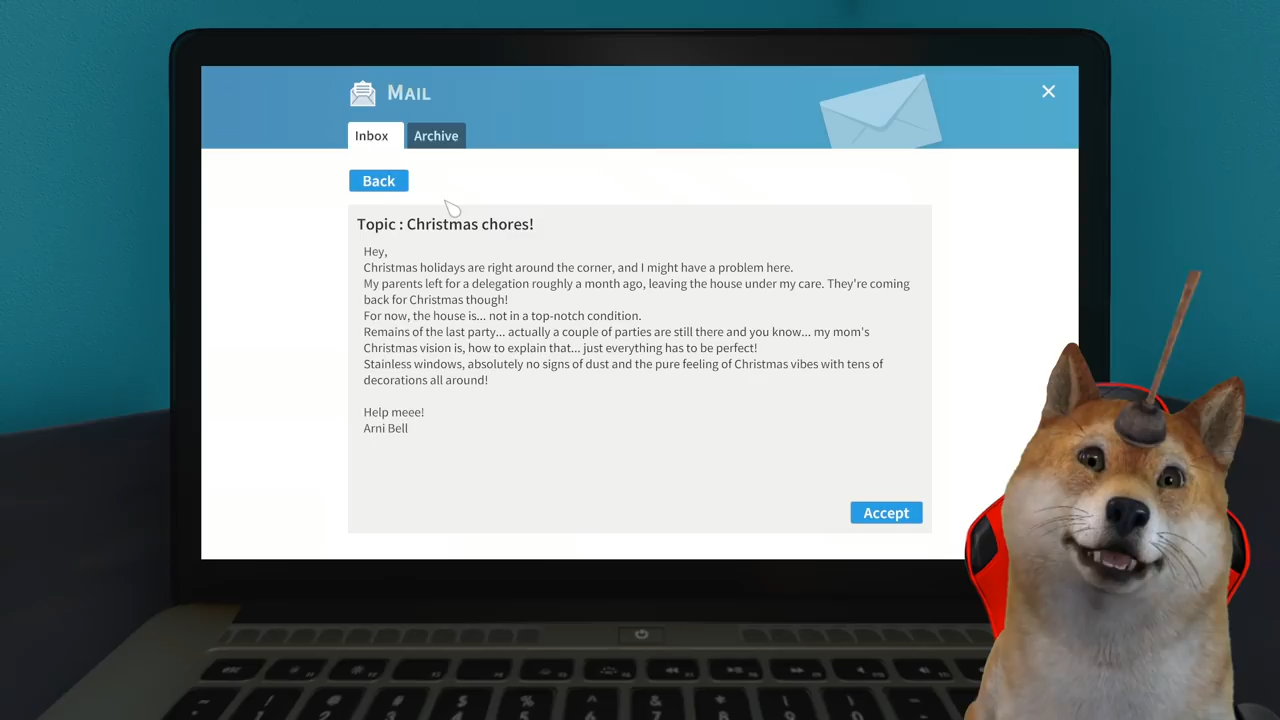 MAIL
Inbox
Archive
Back
Topic : Christmas chores!
Hey,
Christmas holidays are right around the corner, and I might have a problem here.
My parents left for a delegation roughly a month ago, leaving the house under my care. They're coming
back for Christmas though!
For now, the house is... not in a top-notch condition.
Remains of the last party... actually a couple of parties are still there and you know... my mom's
Christmas vision is, how to explain that... just everything has to be perfect!
Stainless windows, absolutely no signs of dust and the pure feeling of Christmas vibes with tens of
decorations all around!
Help meee!
Arni Bell
Accept